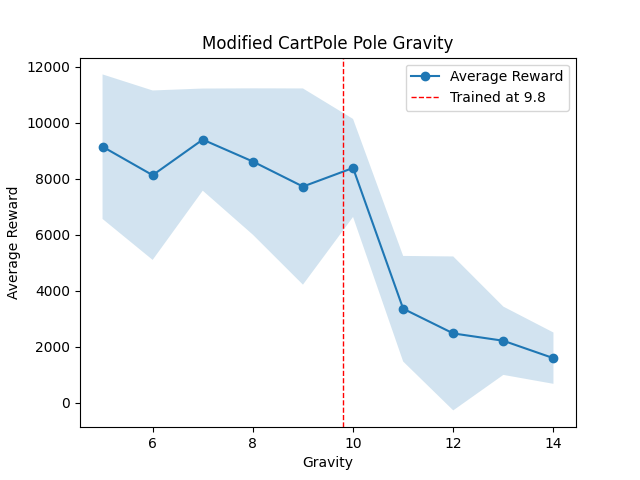 Modified CartPole Pole Gravity
Average Reward
Trained at 9.8
12000
10000
8000
6000
4000
2000
0
Average Reward
6
8
10
12
14
Gravity